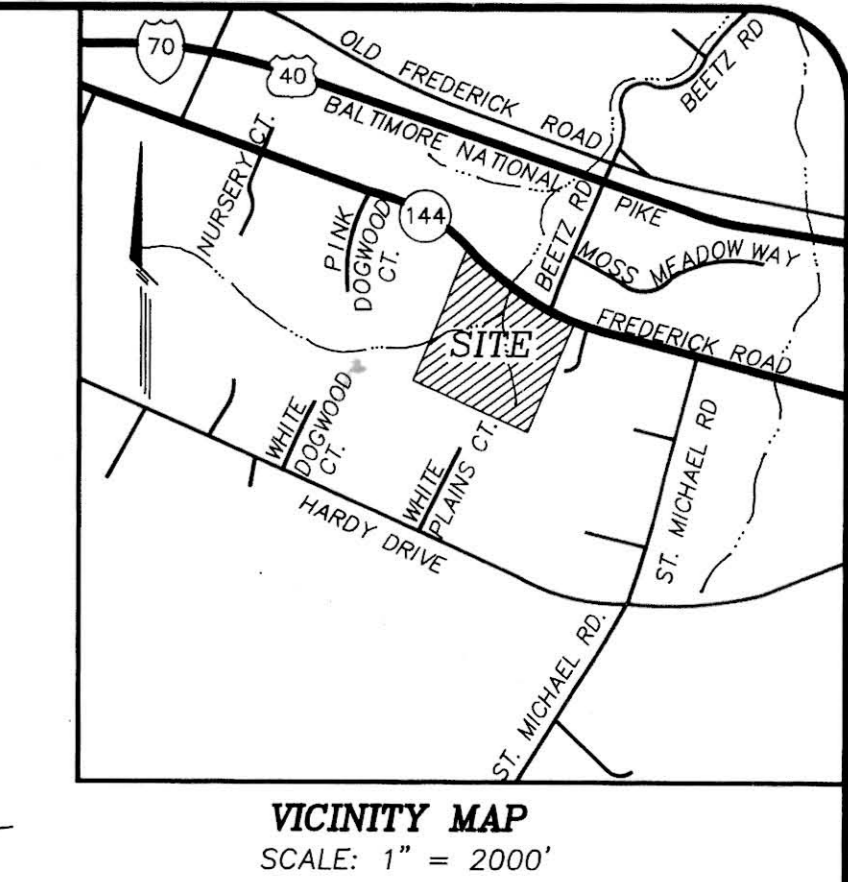 70
40
OLD FREDERICK ROAD
BEETZ RD
BALTIMORE NATIONAL PIKE
NURSERY CT.
PINK
DOGWOOD
CT.
144
BEETZ RD
MOSS MEADOW WAY
SITE
FREDERICK ROAD
WHITE
DOGWOOD
CT.
WHITE
PLAINS CT.
ST. MICHAEL RD
HARDY DRIVE
ST. MICHAEL RD.
VICINITY MAP
SCALE: 1" = 2000'